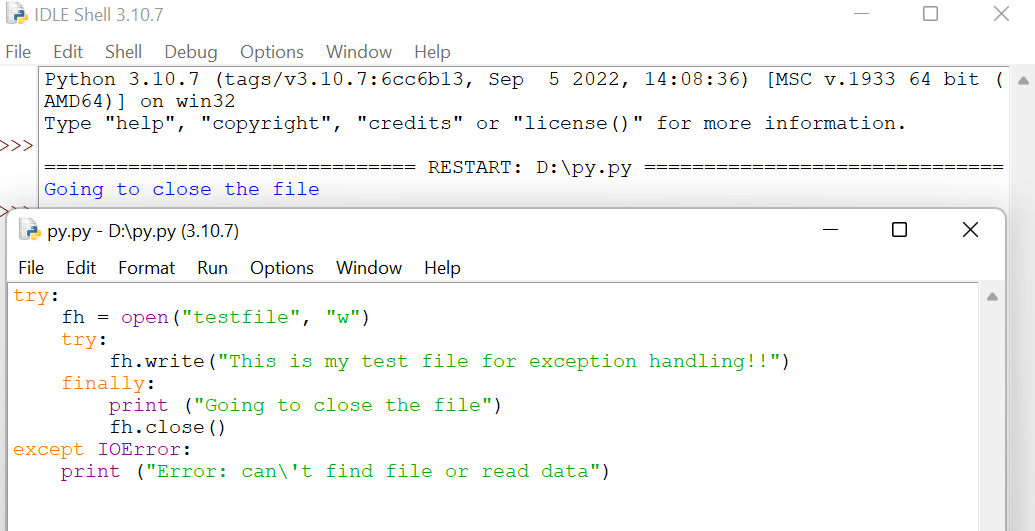 IDLE Shell 3.10.7
File Edit Shell Debug Options Window Help
Python 3.10.7 (tags/v3.10.7:6cc6b13, Sep  5 2022, 14:08:36) [MSC v.1933 64 bit (
AMD64)] on win32
Type "help", "copyright", "credits" or "license()" for more information.
>>>
=============================== RESTART: D:\py.py ==============================
Going to close the file
>>>
py.py - D:\py.py (3.10.7)
File Edit Format Run Options Window Help
try:
    fh = open("testfile", "w")
    try:
        fh.write("This is my test file for exception handling!!")
    finally:
        print ("Going to close the file")
        fh.close()
except IOError:
    print ("Error: can\'t find file or read data")